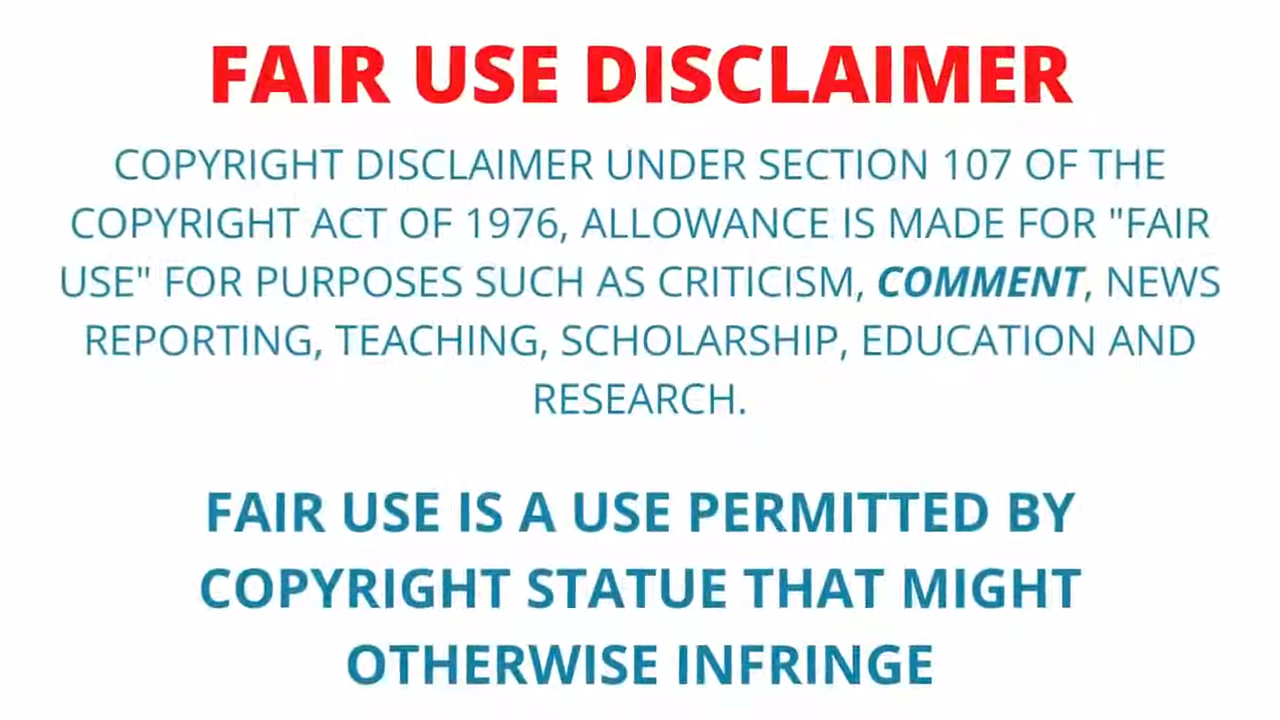 FAIR USE DISCLAIMER
COPYRIGHT DISCLAIMER UNDER SECTION 107 OF THE
COPYRIGHT ACT OF 1976, ALLOWANCE IS MADE FOR "FAIR
USE" FOR PURPOSES SUCH AS CRITICISM, COMMENT, NEWS
REPORTING, TEACHING, SCHOLARSHIP, EDUCATION AND
RESEARCH.
FAIR USE IS A USE PERMITTED BY
COPYRIGHT STATUE THAT MIGHT
OTHERWISE INFRINGE